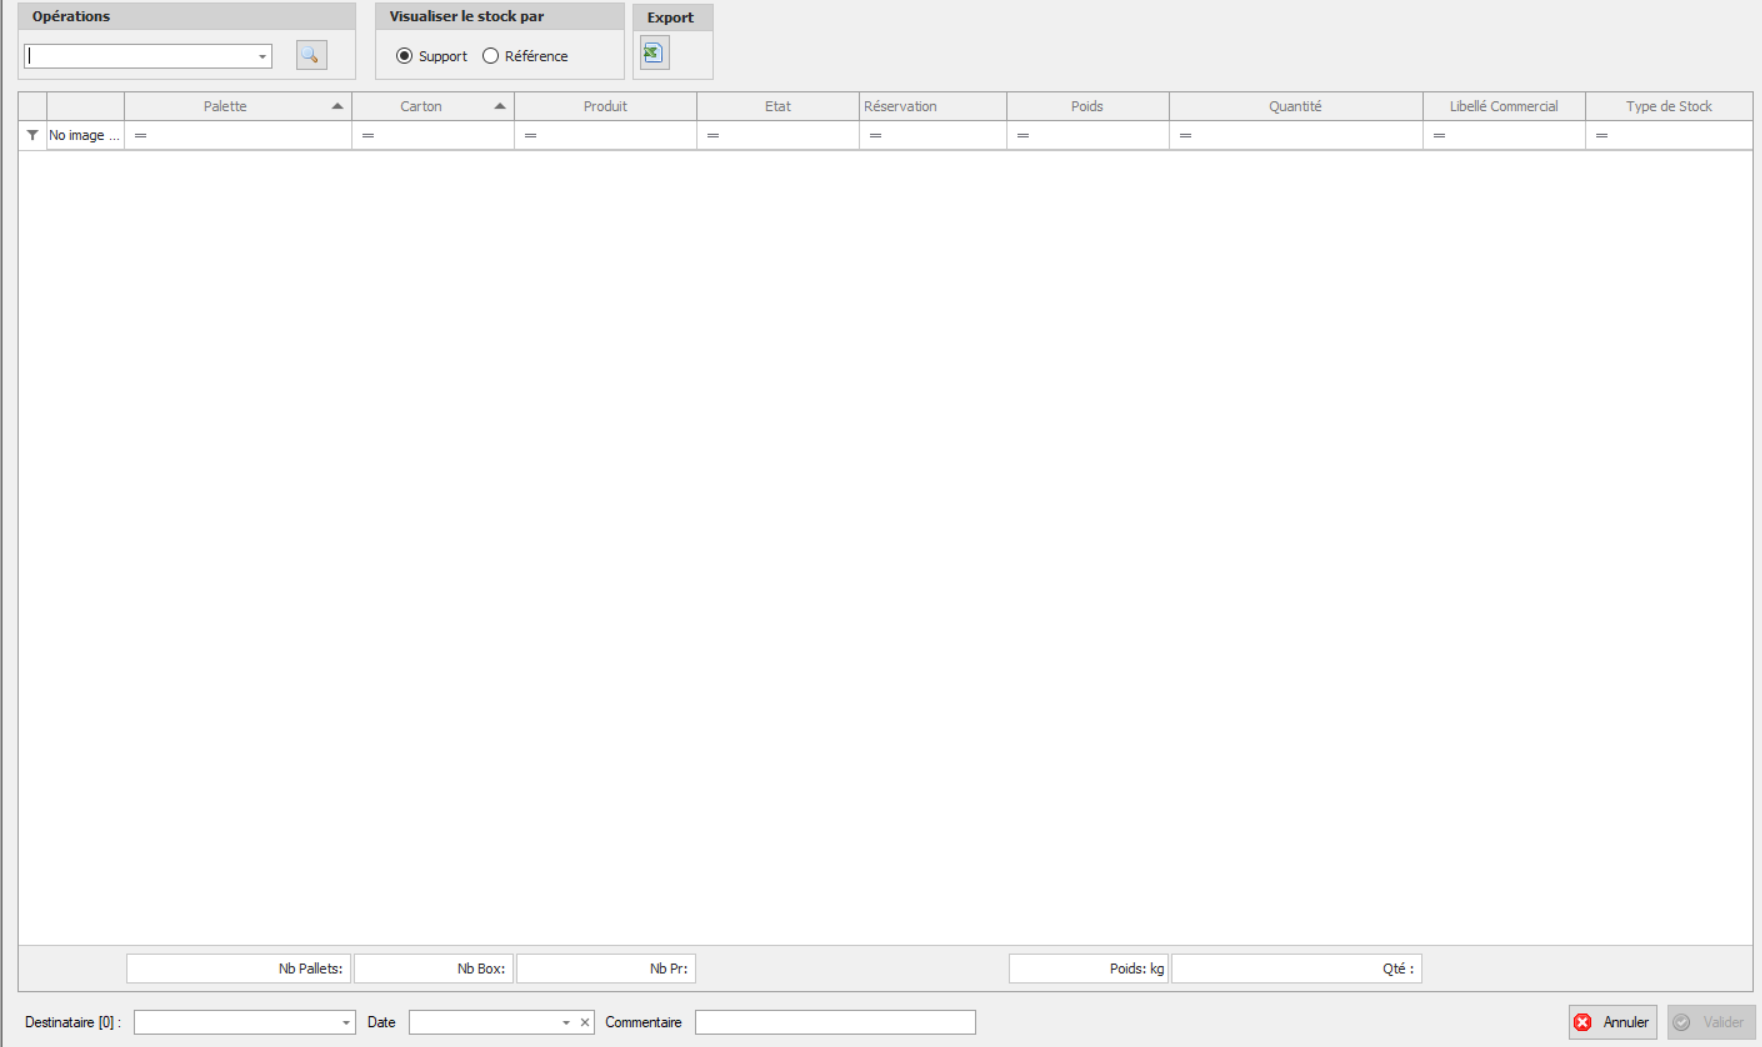 Opérations Visualiser le stock par Export
Support Référence
Palette Carton Produit Etat Réservation Poids Quantité Libellé Commercial Type de Stock
No image ... = = = = = = = = =
Nb Pallets: Nb Box: Nb Pr: Poids: kg Qté :
Destinataire [0] : Date Commentaire Annuler Valider